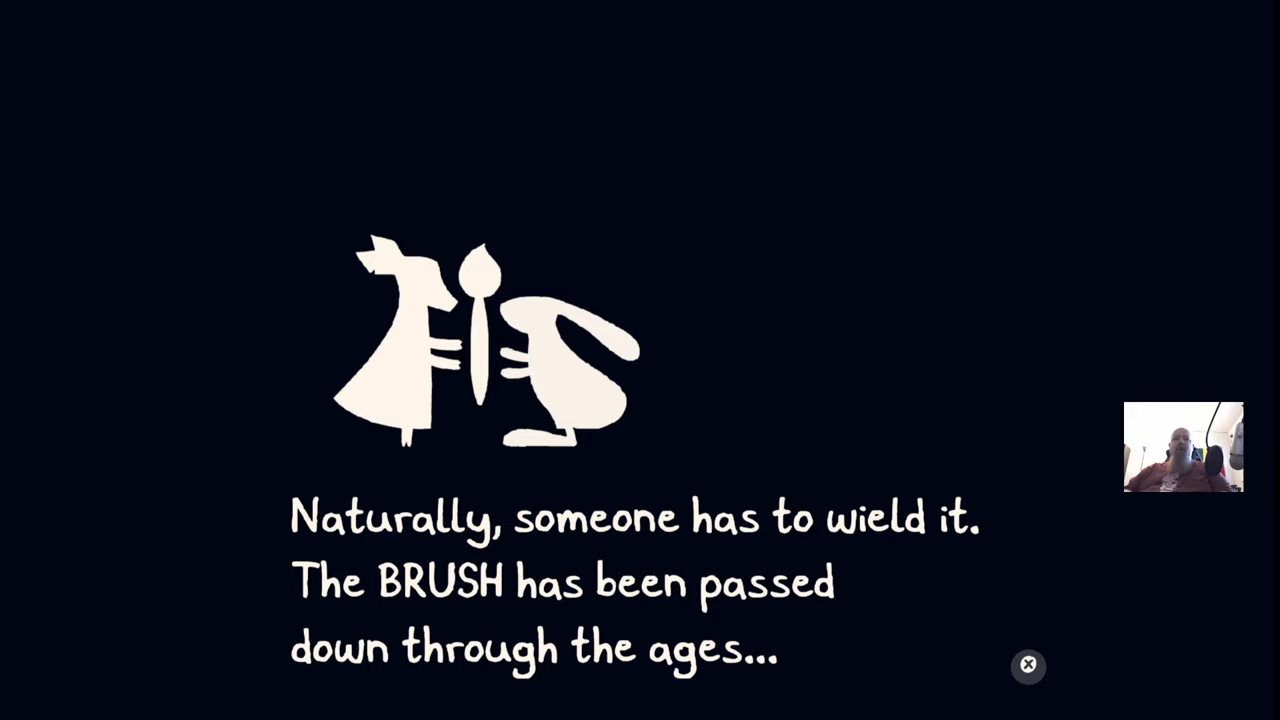 Naturally, someone has to wield it.
The BRUSH has been passed
down through the ages...